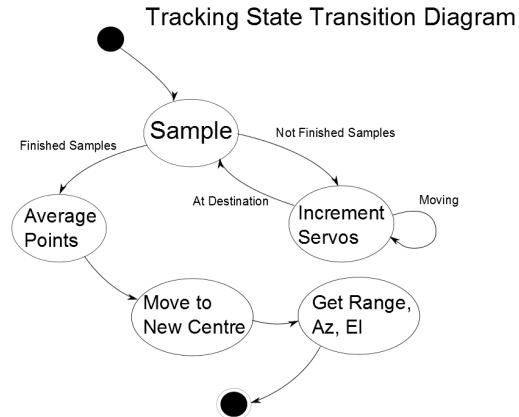 Tracking State Transition Diagram
Sample
Finished Samples
Not Finished Samples
At Destination
Moving
Average
Points
Increment
Servos
Move to
New Centre
Get Range,
Az, El